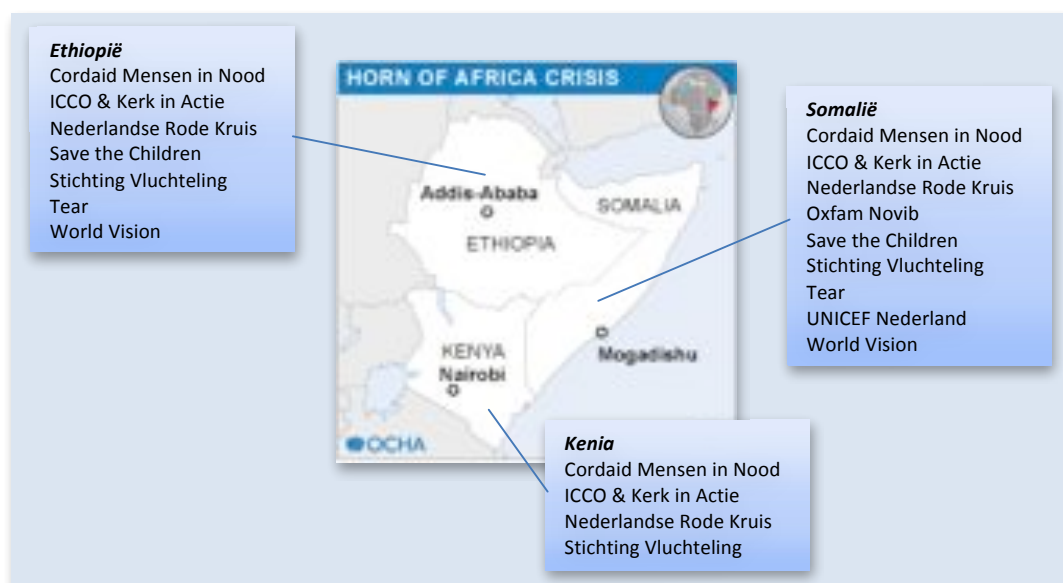 Ethiopië
Cordaid Mensen in Nood
ICCO & Kerk in Actie
Nederlandse Rode Kruis
Save the Children
Stichting Vluchteling
Tear
World Vision
HORN OF AFRICA CRISIS
Addis-Ababa
ETHIOPIA
SOMALIA
KENYA
Nairobi
Mogadishu
OCHA
Somalië
Cordaid Mensen in Nood
ICCO & Kerk in Actie
Nederlandse Rode Kruis
Oxfam Novib
Save the Children
Stichting Vluchteling
Tear
UNICEF Nederland
World Vision
Kenia
Cordaid Mensen in Nood
ICCO & Kerk in Actie
Nederlandse Rode Kruis
Stichting Vluchteling